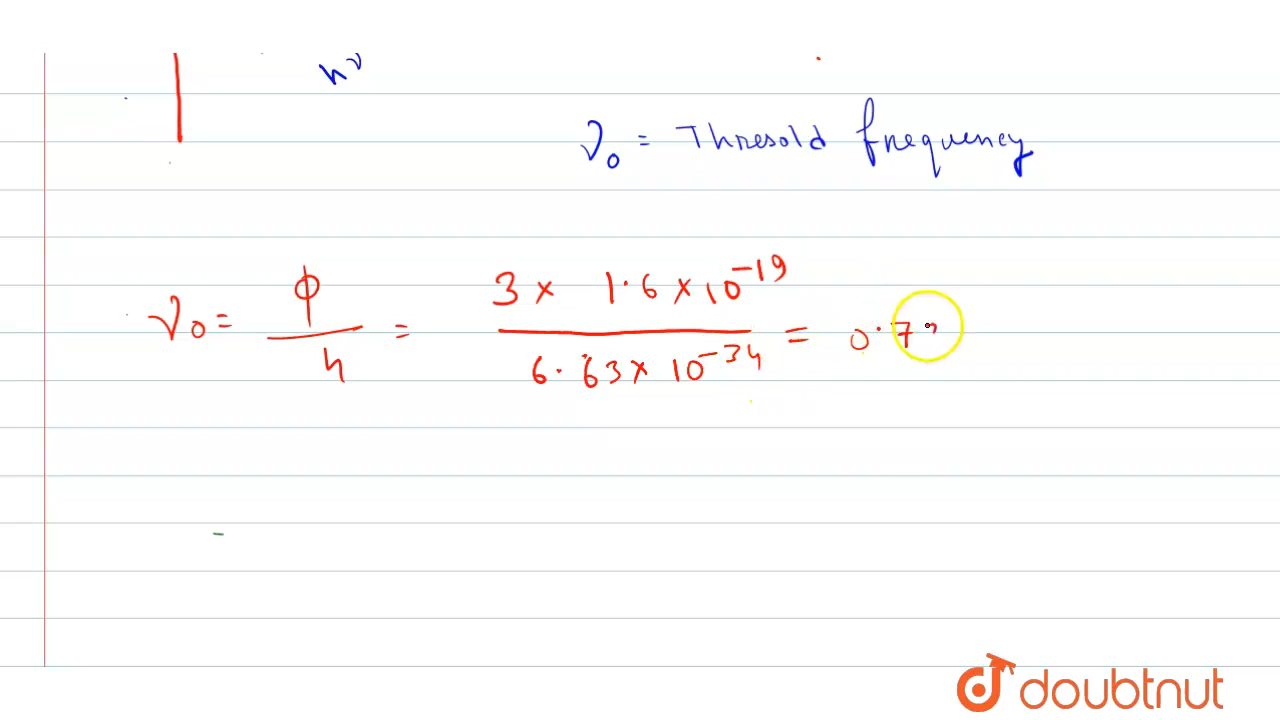 hν
ν₀ = Thresold frequency
ν₀ = φ/h = 3 × 1.6 × 10⁻¹⁹ / 6.63 × 10⁻³⁴ = 0.7
doubtnut